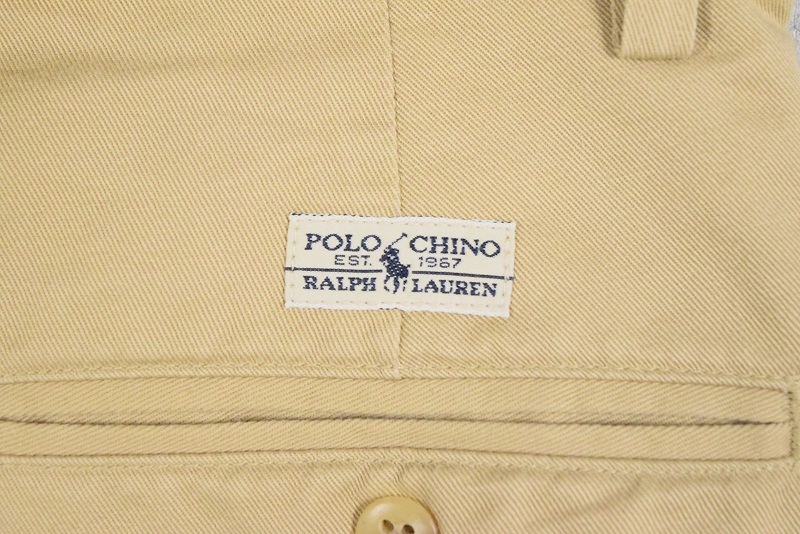 POLO CHINO
EST. 1967
RALPH LAUREN